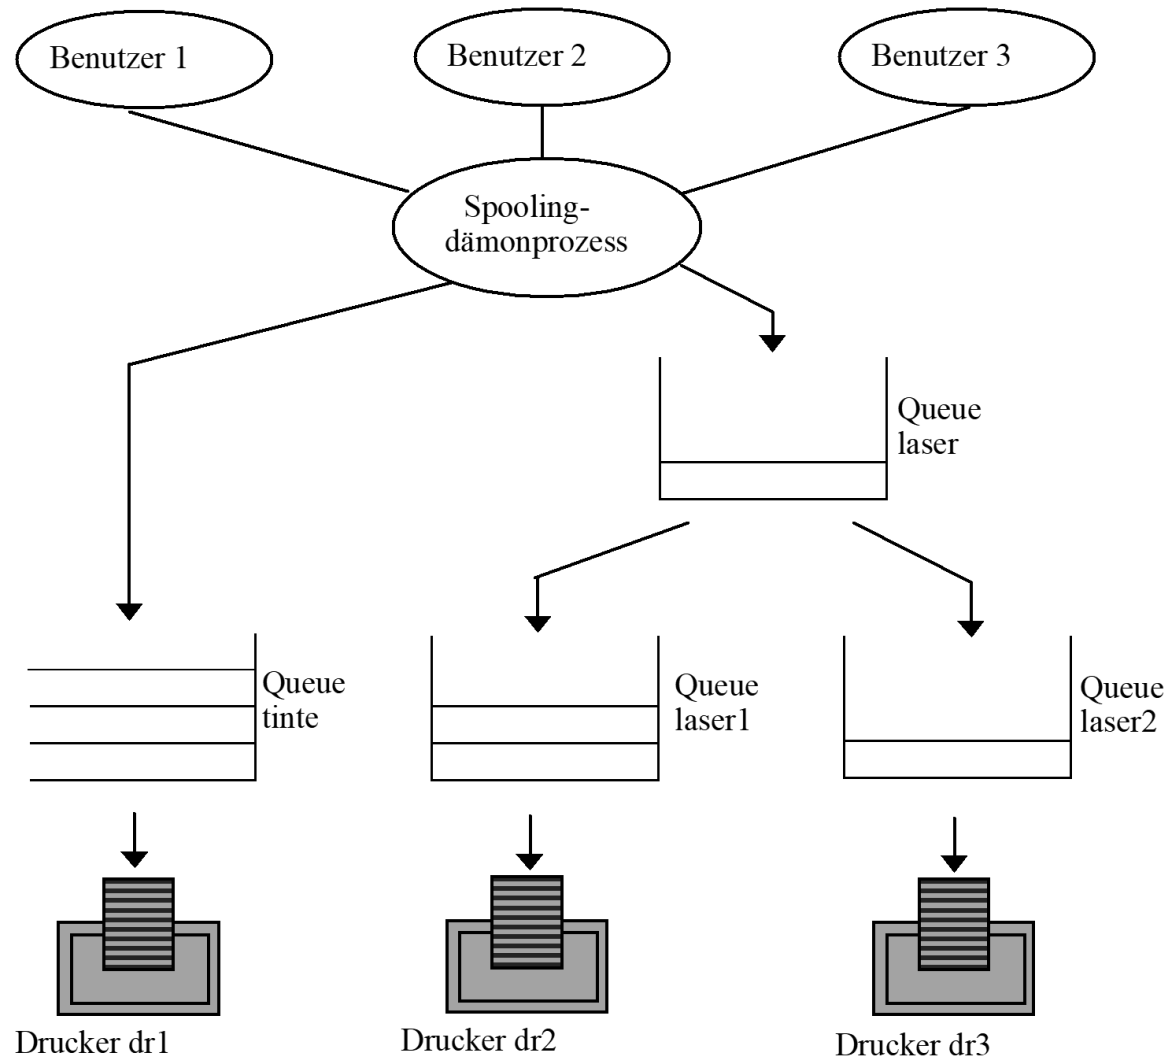 Benutzer 1
Benutzer 2
Benutzer 3
Spooling-
dämonprozess
Queue
laser
Queue
tinte
Queue
laser1
Queue
laser2
Drucker dr1
Drucker dr2
Drucker dr3